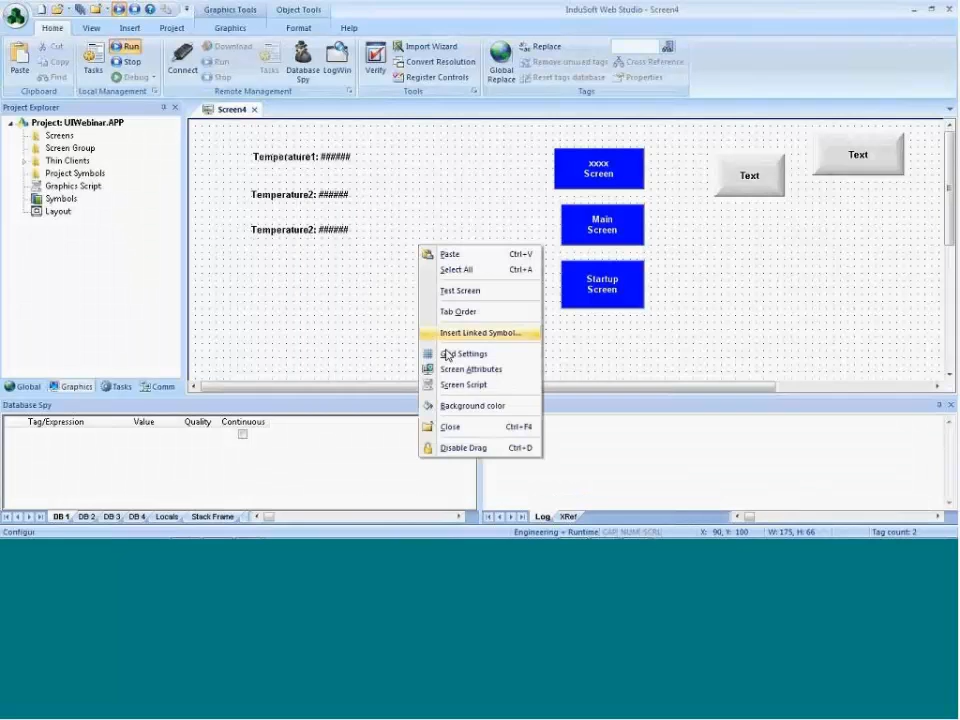 Graphics Tools Object Tools InduSoft Web Studio - Screen4
Home View Insert Project Graphics Format Help
Paste Cut Copy Find Clipboard
Tasks Run Stop Debug Local Management
Connect Download Run Stop Tasks Database Spy LogWin Remote Management
Verify Import Wizard Convert Resolution Register Controls Tools
Global Replace Replace Remove unused tags Reset tags database Cross Reference Properties Tags
Project Explorer
Screen4
Project: UIWebinar.APP
Screens
Screen Group
Thin Clients
Project Symbols
Graphics Script
Symbols
Layout
Temperature1: ######
Temperature2: ######
Temperature2: ######
xxxx
Screen
Main
Screen
Startup
Screen
Text
Text
Paste Ctrl+V
Select All Ctrl+A
Test Screen
Tab Order
Insert Linked Symbol...
Settings
Screen Attributes
Screen Script
Background color
Close Ctrl+F4
Disable Drag Ctrl+D
Global Graphics Tasks Comm
Database Spy
Tag/Expression Value Quality Continuous
DB 1 DB 2 DB 3 DB 4 Locals Stack Frame
Log XRef
Configur
Engineering + Runtime CAP NUM SCRL X: 90, Y: 100 W: 175, H: 66 Tag count: 2